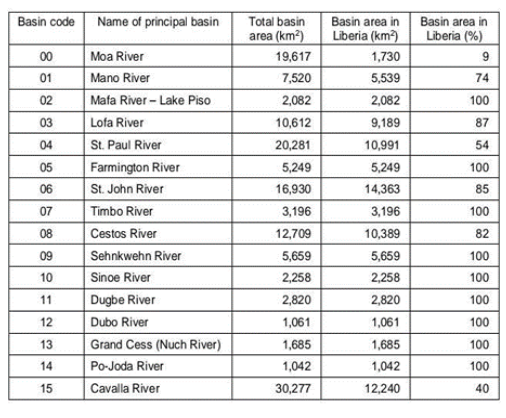 Basin code Name of principal basin Total basin area (km²) Basin area in Liberia (km²) Basin area in Liberia (%)
00 Moa River 19,617 1,730 9
01 Mano River 7,520 5,539 74
02 Mafa River – Lake Piso 2,082 2,082 100
03 Lofa River 10,612 9,189 87
04 St. Paul River 20,281 10,991 54
05 Farmington River 5,249 5,249 100
06 St. John River 16,930 14,363 85
07 Timbo River 3,196 3,196 100
08 Cestos River 12,709 10,389 82
09 Sehnkwehn River 5,659 5,659 100
10 Sinoe River 2,258 2,258 100
11 Dugbe River 2,820 2,820 100
12 Dubo River 1,061 1,061 100
13 Grand Cess (Nuch River) 1,685 1,685 100
14 Po-Joda River 1,042 1,042 100
15 Cavalla River 30,277 12,240 40